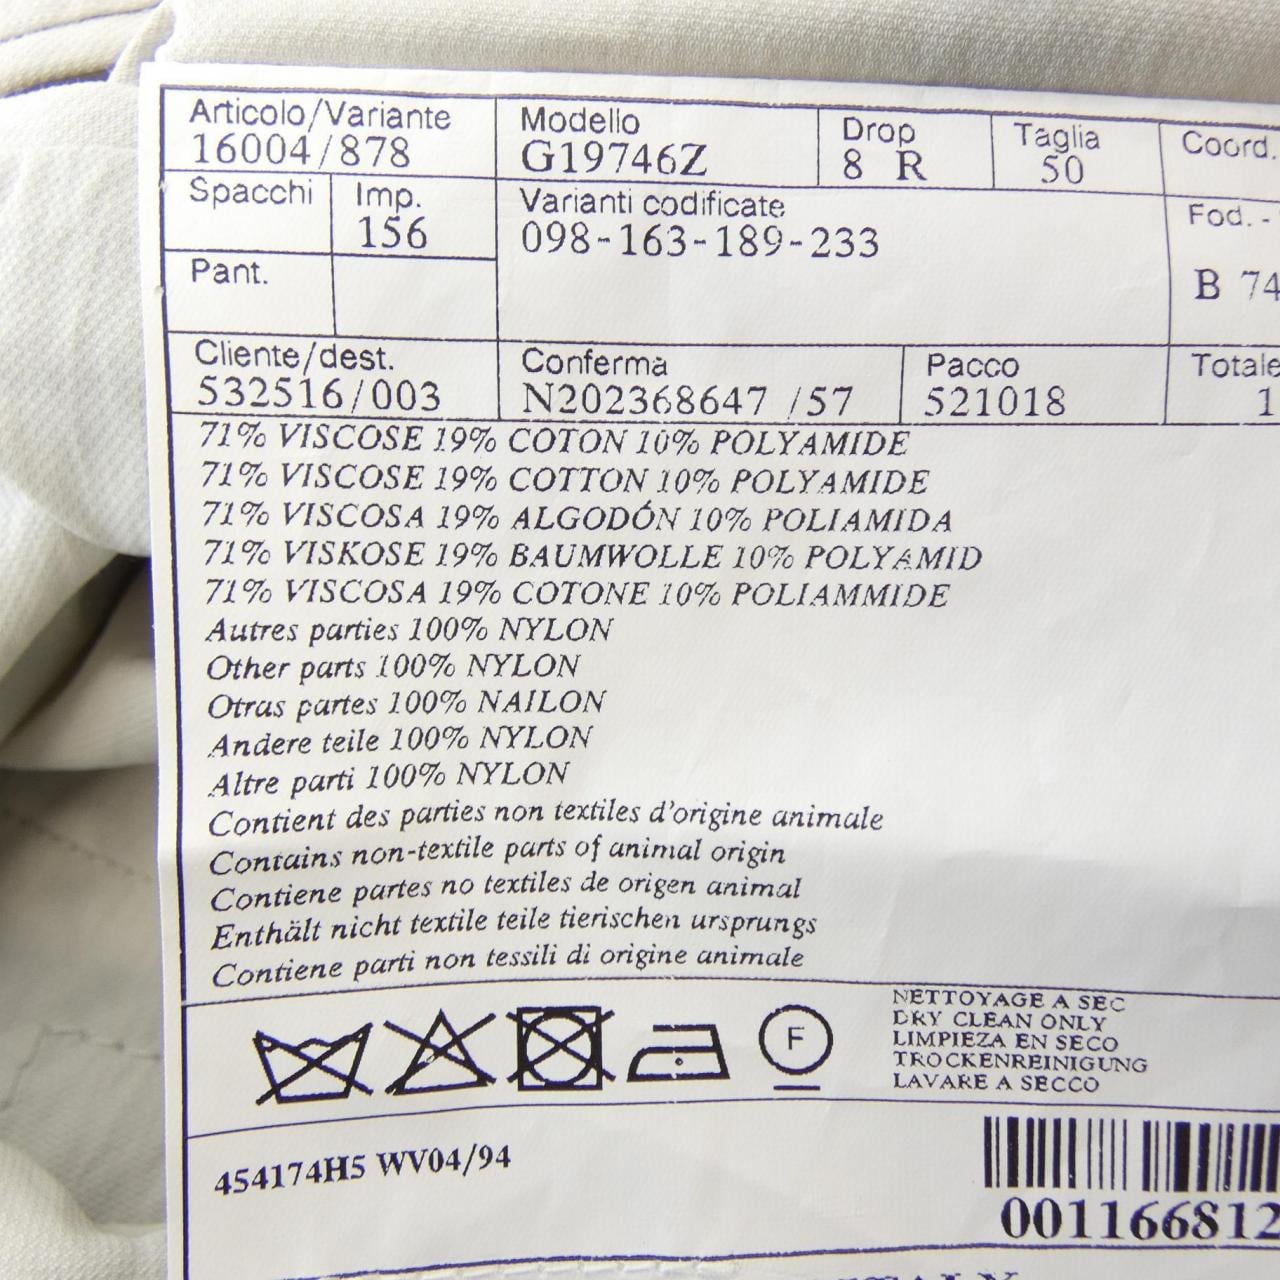 Articolo/Variante Modello Drop Taglia Coord.
16004/878 G19746Z 8 R 50
Spacchi Imp. Varianti codificate Fod. -
156 098-163-189-233
Pant. B 74
Cliente/dest. Conferma Pacco Totale
532516/003 N202368647 /57 521018 1
71% VISCOSE 19% COTON 10% POLYAMIDE
71% VISCOSE 19% COTTON 10% POLYAMIDE
71% VISCOSA 19% ALGODÓN 10% POLIAMIDA
71% VISKOSE 19% BAUMWOLLE 10% POLYAMID
71% VISCOSA 19% COTONE 10% POLIAMMIDE
Autres parties 100% NYLON
Other parts 100% NYLON
Otras partes 100% NAILON
Andere teile 100% NYLON
Altre parti 100% NYLON
Contient des parties non textiles d'origine animale
Contains non-textile parts of animal origin
Contiene partes no textiles de origen animal
Enthält nicht textile teile tierischen ursprungs
Contiene parti non tessili di origine animale
F
NETTOYAGE A SEC
DRY CLEAN ONLY
LIMPIEZA EN SECO
TROCKENREINIGUNG
LAVARE A SECCO
454174H5 WV04/94
001166812